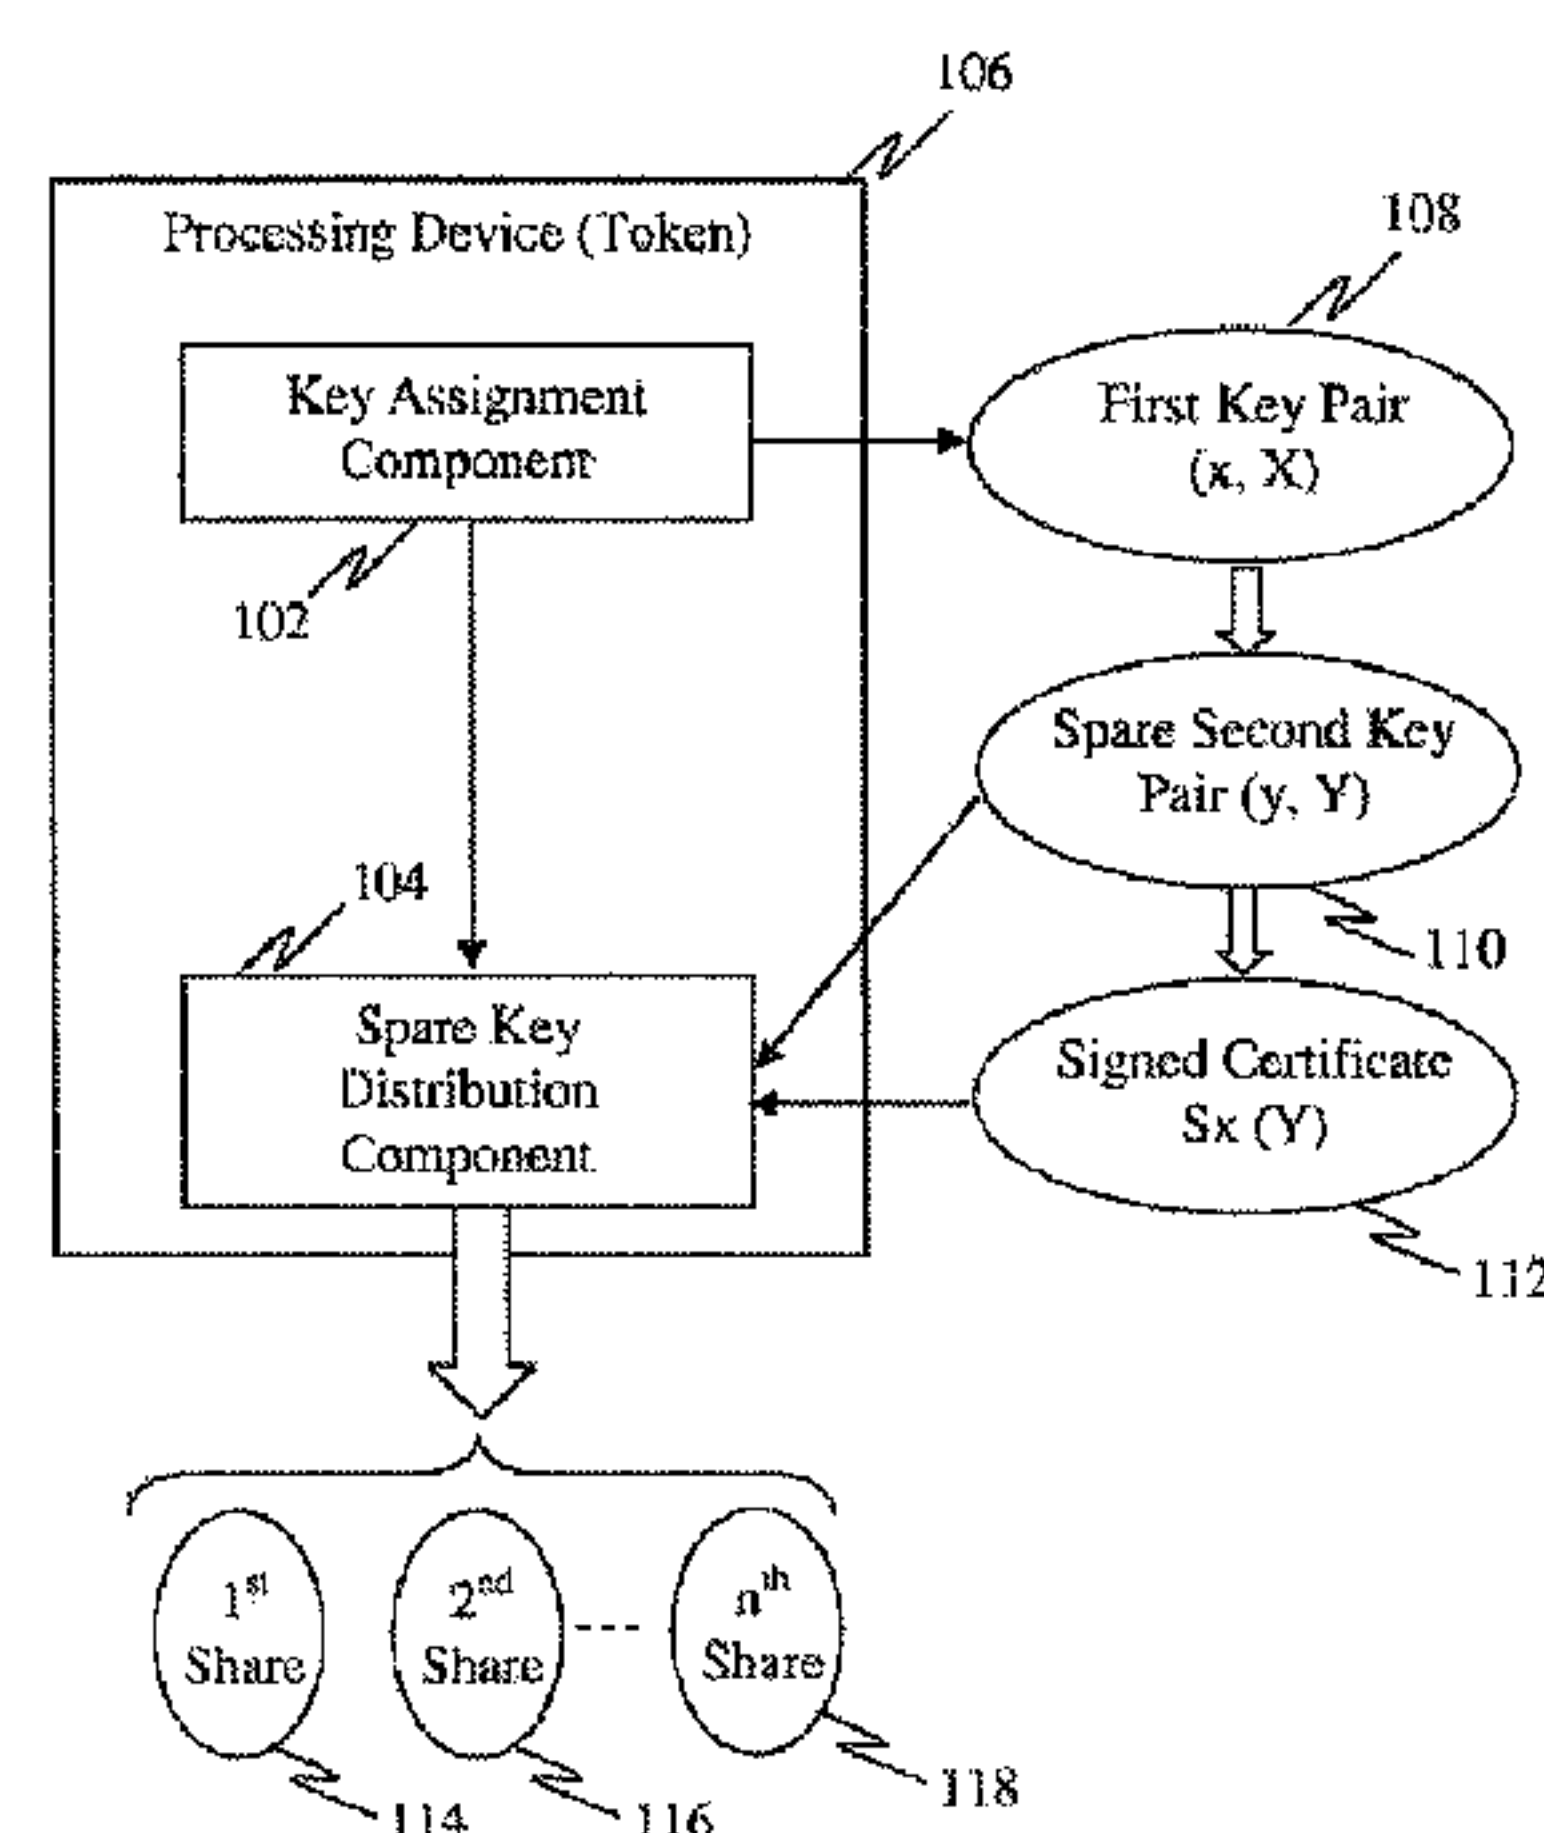 106
Processing Device (Token)
108
Key Assignment
Component
First Key Pair
(x, X)
102
Spare Second Key
Pair (y, Y)
104
110
Spare Key
Distribution
Component
Signed Certificate
Sx (Y)
112
1st
Share
2nd
Share
---
nth
Share
114
116
118